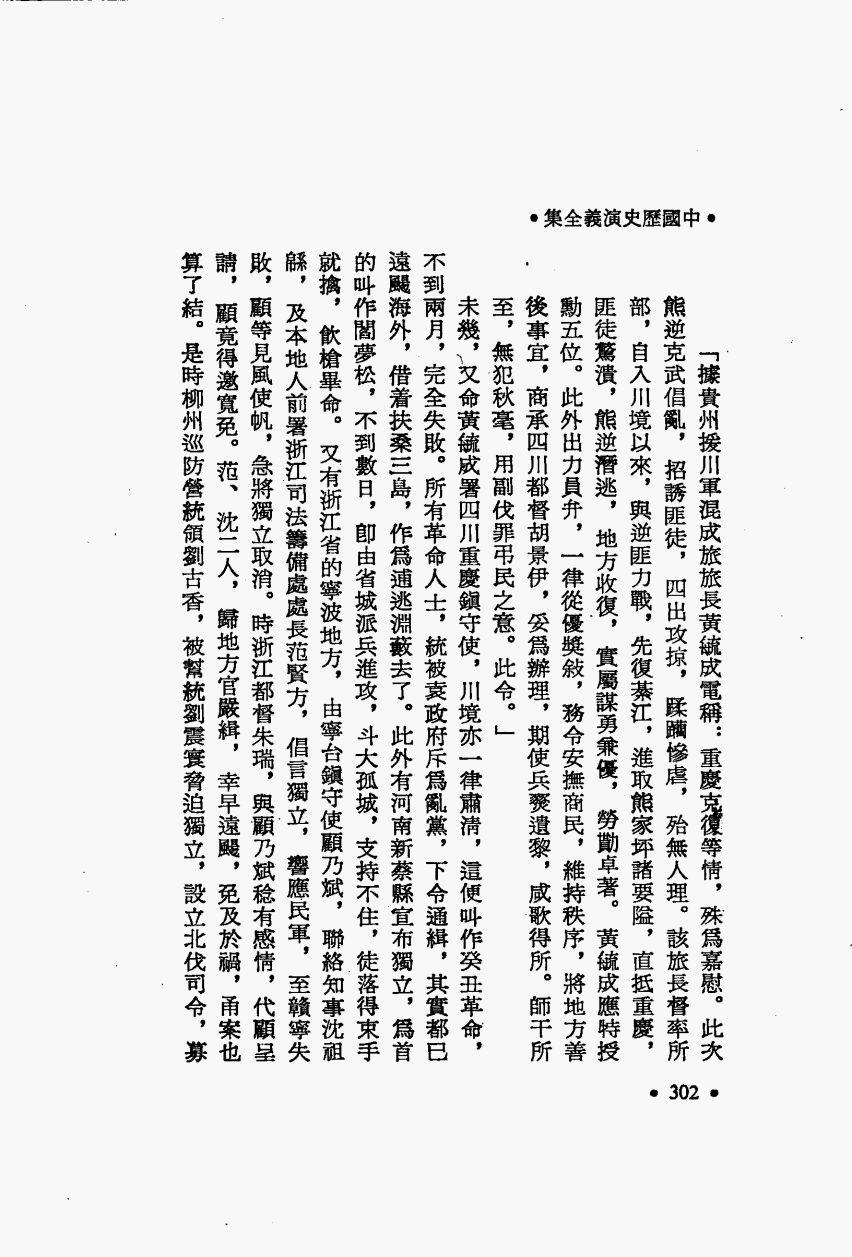 •中國歷史演義全集•
「據貴州援川軍混成旅旅長黃毓成電稱：重慶克復等情，殊爲嘉慰。此次
熊逆克武倡亂，招誘匪徒，四出攻掠，蹂躪慘虐，殆無人理。該旅長督率所
部，自入川境以來，與逆匪力戰，先復綦江，進取熊家坪諸要隘，直抵重慶，
匪徒驚潰，熊逆潛逃，地方收復，實屬謀勇兼優，勞勩卓著。黃毓成應特授
勳五位。此外出力員弁，一律從優獎敍，務令安撫商民，維持秩序，將地方善
後事宜，商承四川都督胡景伊，妥爲辦理，期使兵燹遺黎，咸歌得所。師干所
至，無犯秋毫，用副伐罪弔民之意。此令。」
未幾，又命黃毓成署四川重慶鎭守使，川境亦一律肅淸，這便叫作癸丑革命，
不到兩月，完全失敗。所有革命人士，統被袁政府斥爲亂黨，下令通緝，其實都已
遠颺海外，借着扶桑三島，作爲逋逃淵藪去了。此外有河南新蔡縣宣布獨立，爲首
的叫作閻夢松，不到數日，卽由省城派兵進攻，斗大孤城，支持不住，徒落得束手
就擒，飮槍畢命。又有浙江省的寧波地方，由寧台鎭守使顧乃斌，聯絡知事沈祖
緜，及本地人前署浙江司法籌備處處長范賢方，倡言獨立，響應民軍，至贛寧失
敗，顧等見風使帆，急將獨立取消。時浙江都督朱瑞，與顧乃斌稔有感情，代顧呈
請，顧竟得邀寬免。范、沈二人，歸地方官嚴緝，幸早遠颺，免及於禍，甬案也
算了結。是時柳州巡防營統領劉古香，被幫統劉震寰脅迫獨立，設立北伐司令，募
•302•